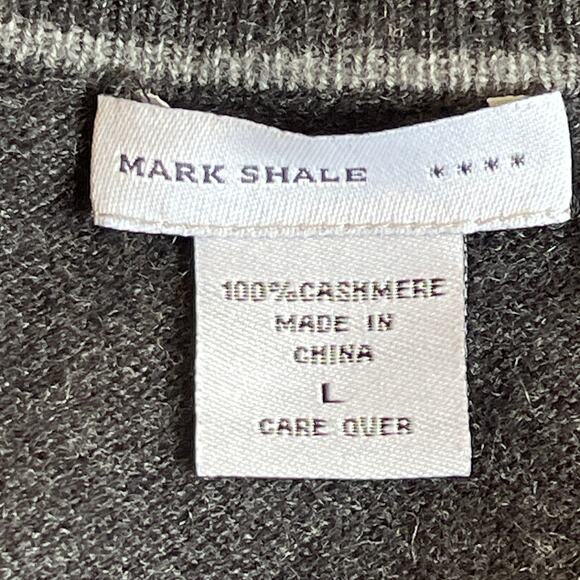 MARK SHALE ****
100%CASHMERE
MADE IN
CHINA
L
CARE OVER